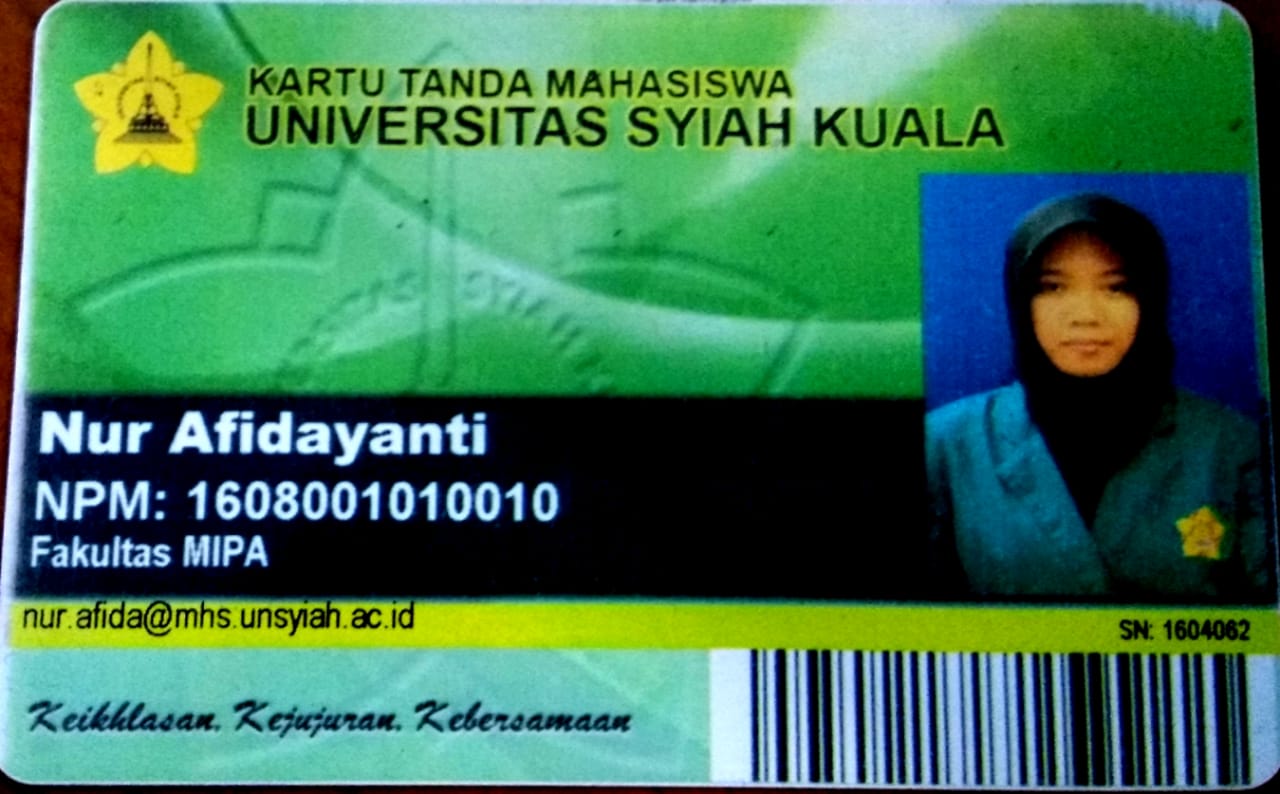 KARTU TANDA MAHASISWA
UNIVERSITAS SYIAH KUALA
Nur Afidayanti
NPM: 1608001010010
Fakultas MIPA
nur.afida@mhs.unsyiah.ac.id
SN: 1604062
Keikhlasan. Kejujuran. Kebersamaan